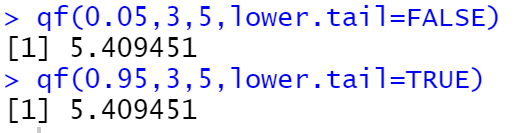 > qf(0.05,3,5,lower.tail=FALSE)
[1] 5.409451
> qf(0.95,3,5,lower.tail=TRUE)
[1] 5.409451